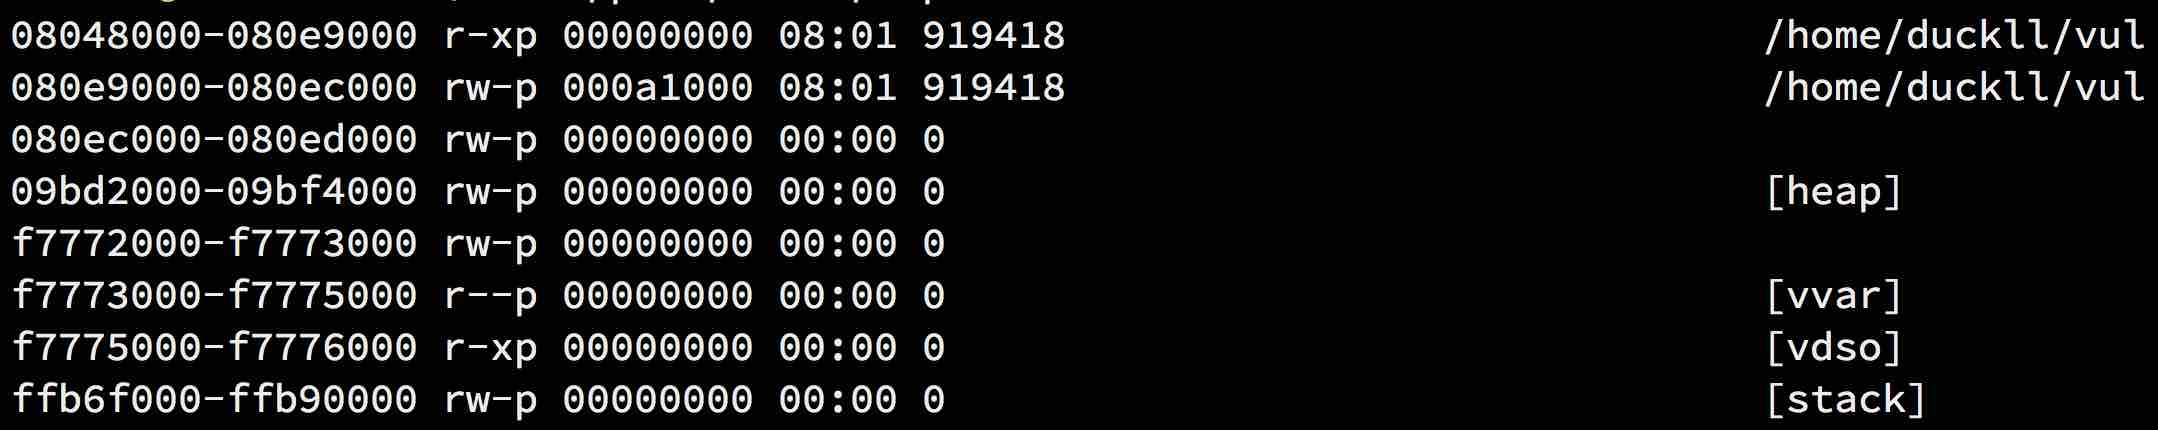 08048000-080e9000 r-xp 00000000 08:01 919418 /home/duckll/vul
080e9000-080ec000 rw-p 000a1000 08:01 919418 /home/duckll/vul
080ec000-080ed000 rw-p 00000000 00:00 0
09bd2000-09bf4000 rw-p 00000000 00:00 0 [heap]
f7772000-f7773000 rw-p 00000000 00:00 0
f7773000-f7775000 r--p 00000000 00:00 0 [vvar]
f7775000-f7776000 r-xp 00000000 00:00 0 [vdso]
ffb6f000-ffb90000 rw-p 00000000 00:00 0 [stack]